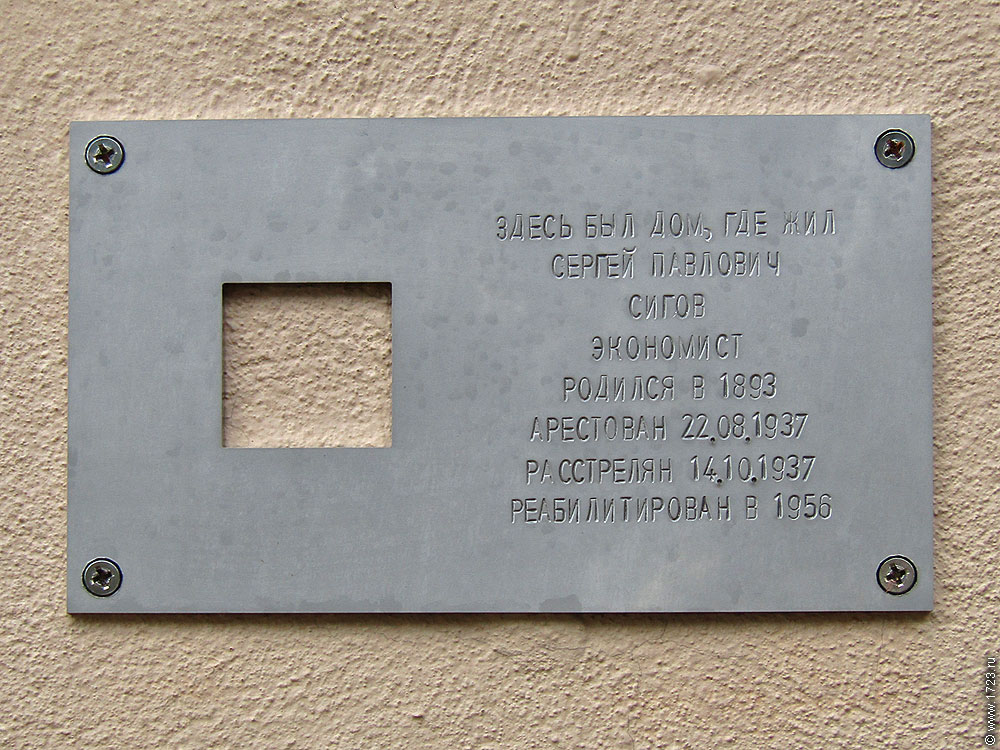 ЗДЕСЬ БЫЛ ДОМ, ГДЕ ЖИЛ
СЕРГЕЙ ПАВЛОВИЧ
СИГОВ
ЭКОНОМИСТ
РОДИЛСЯ В 1893
АРЕСТОВАН 22.08.1937
РАССТРЕЛЯН 14.10.1937
РЕАБИЛИТИРОВАН В 1956
© www.1723.ru